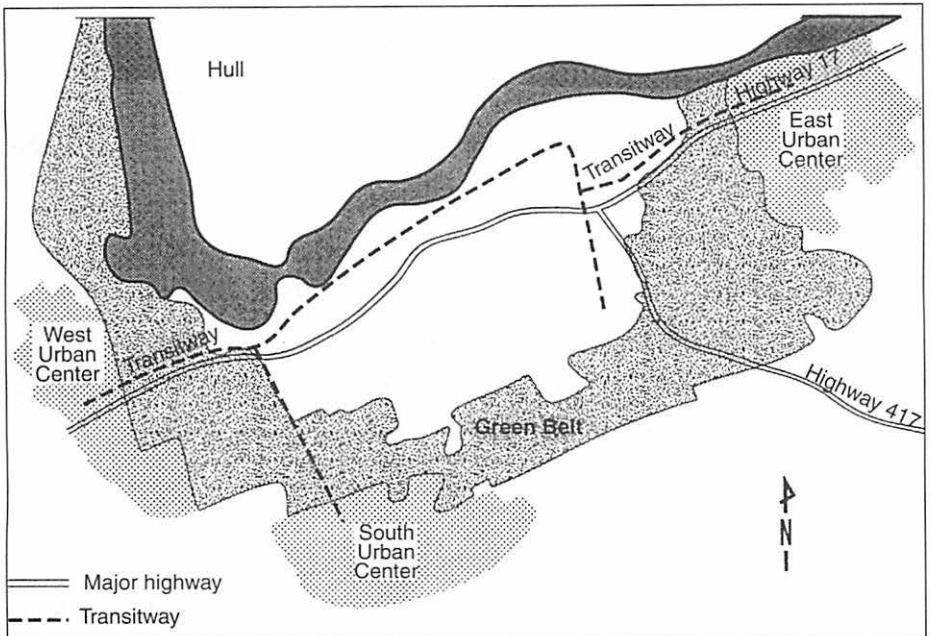 Hull
Highway 17
East
Urban
Center
Transitway
West
Urban
Center
Transitway
Highway 417
Green Belt
N
South
Urban
Center
Major highway
Transitway